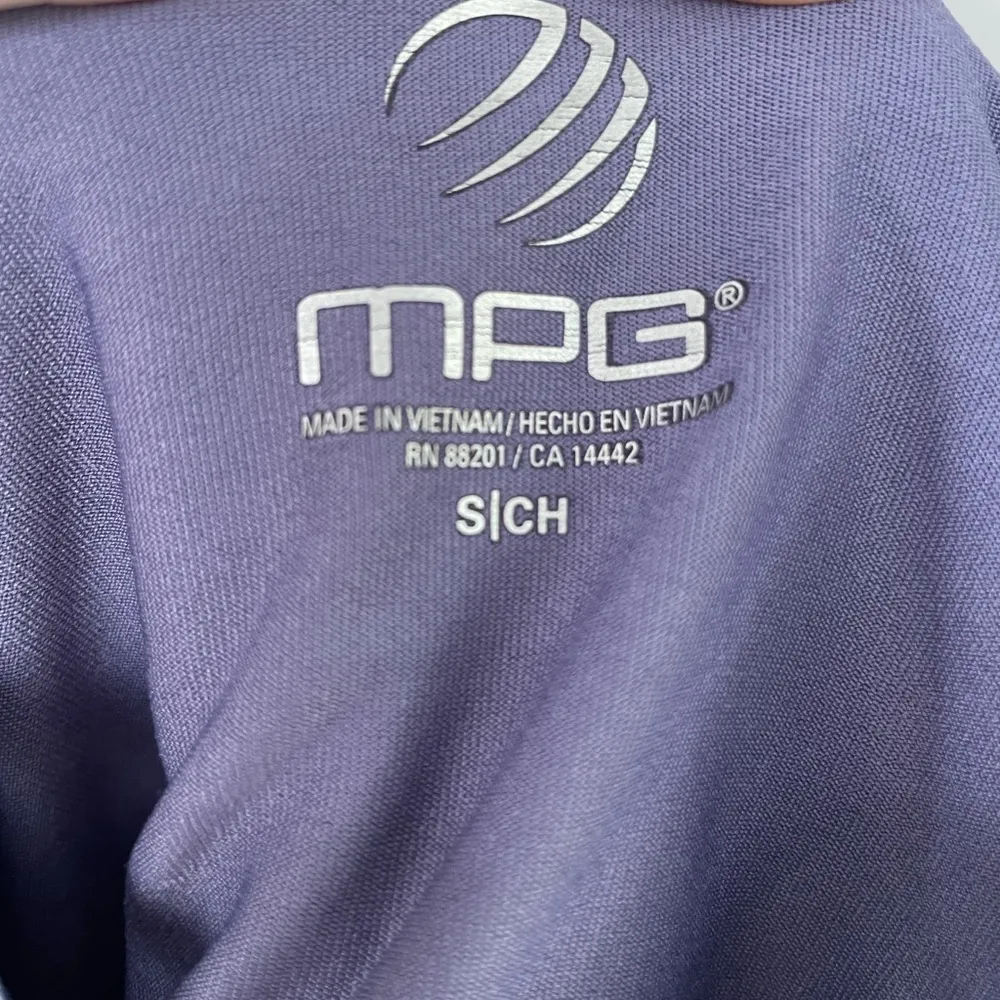 MPG®
MADE IN VIETNAM / HECHO EN VIETNAM
RN 88201 / CA 14442
S|CH